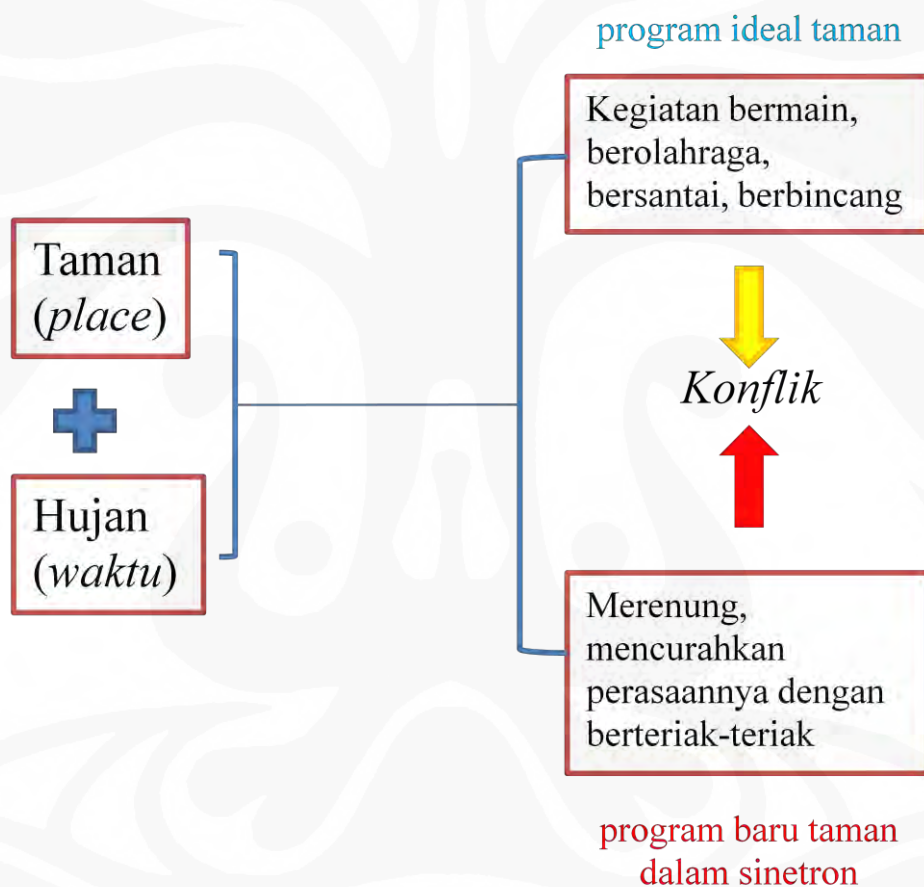 program ideal taman
Kegiatan bermain,
berolahraga,
bersantai, berbincang
Taman
(place)
Konflik
Hujan
(waktu)
Merenung,
mencurahkan
perasaannya dengan
berteriak-teriak
program baru taman
dalam sinetron